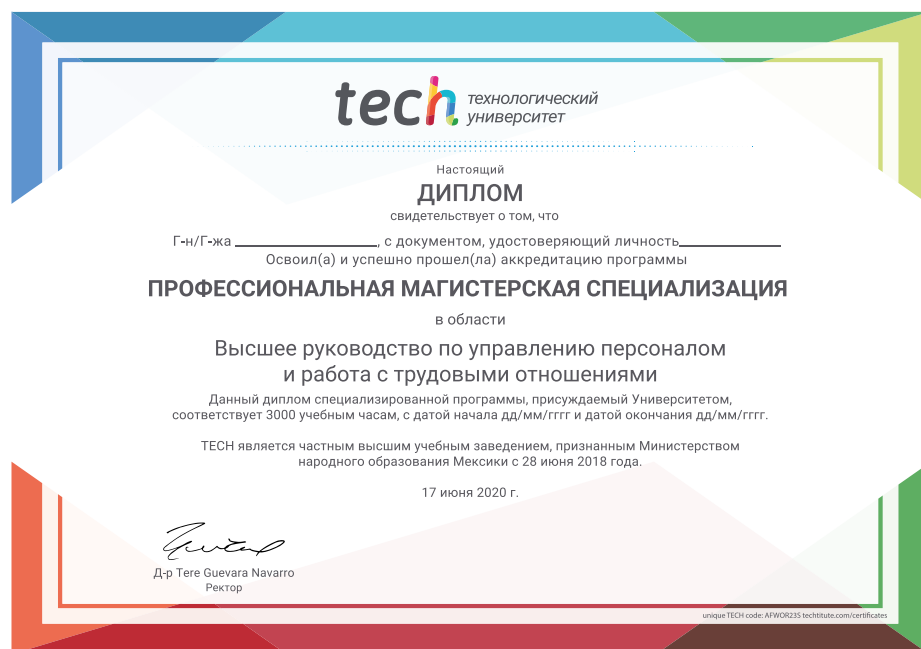 tech технологический
университет
Настоящий
ДИПЛОМ
свидетельствует о том, что
Г-н/Г-жа ________________, с документом, удостоверяющий личность____________
Освоил(а) и успешно прошел(ла) аккредитацию программы
ПРОФЕССИОНАЛЬНАЯ МАГИСТЕРСКАЯ СПЕЦИАЛИЗАЦИЯ
в области
Высшее руководство по управлению персоналом
и работа с трудовыми отношениями
Данный диплом специализированной программы, присуждаемый Университетом,
соответствует 3000 учебным часам, с датой начала дд/мм/гггг и датой окончания дд/мм/гггг.
TECH является частным высшим учебным заведением, признанным Министерством
народного образования Мексики с 28 июня 2018 года.
17 июня 2020 г.
Д-р Tere Guevara Navarro
Ректор
unique TECH code: AFWOR23S techtitute.com/certificates